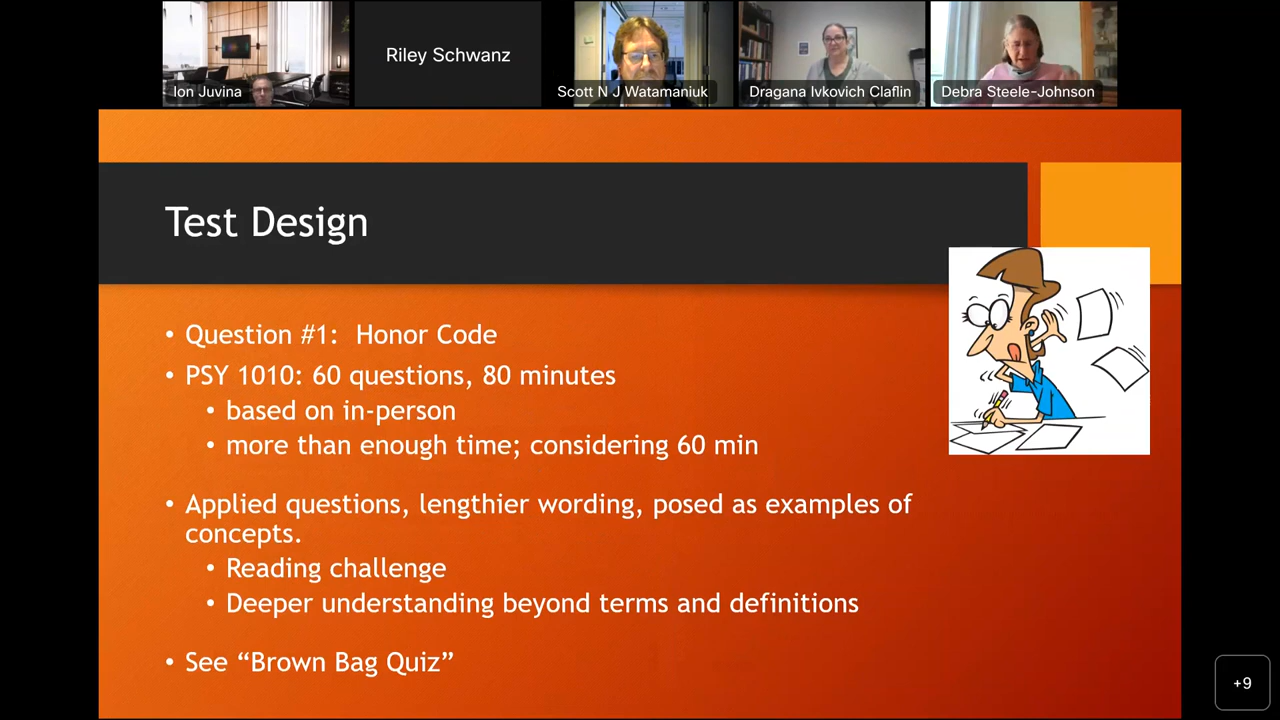 Ion Juvina
Riley Schwanz
Scott N J Watamaniuk
Dragana Ivkovich Claflin
Debra Steele-Johnson
Test Design
• Question #1: Honor Code
• PSY 1010: 60 questions, 80 minutes
• based on in-person
• more than enough time; considering 60 min
• Applied questions, lengthier wording, posed as examples of
concepts.
• Reading challenge
• Deeper understanding beyond terms and definitions
• See “Brown Bag Quiz”
+9